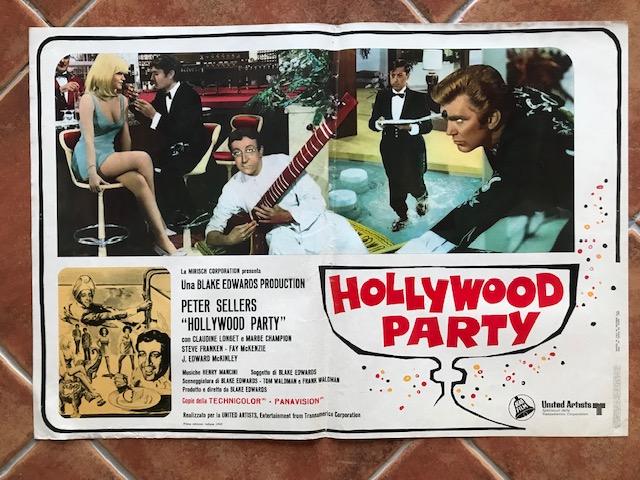 La MIRISCH CORPORATION presenta
Una BLAKE EDWARDS PRODUCTION
PETER SELLERS
"HOLLYWOOD PARTY"
con CLAUDINE LONGET e MARGE CHAMPION
STEVE FRANKEN - FAY McKENZIE
J. EDWARD McKINLEY
Musiche HENRY MANCINI Soggetto di BLAKE EDWARDS
Sceneggiatura di BLAKE EDWARDS - TOM WALDMAN e FRANK WALDMAN
Prodotto e diretto da BLAKE EDWARDS
Copie della TECHNICOLOR - PANAVISION
Realizzato per la UNITED ARTISTS, Entertainment from Transamerica Corporation
HOLLYWOOD
PARTY
United Artists
T